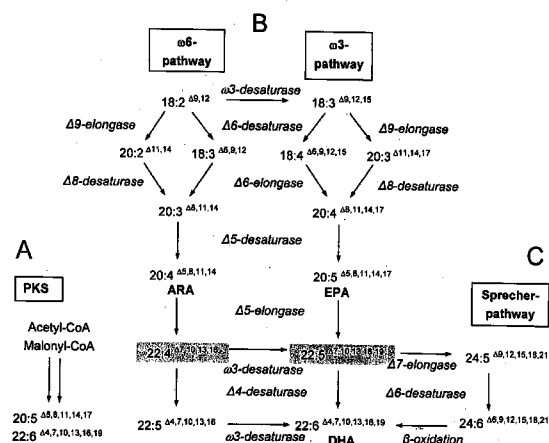 B
ω6-
pathway
ω3-
pathway
ω3-desaturase
18:2 Δ9,12
18:3 Δ9,12,15
Δ9-elongase
Δ6-desaturase
Δ9-elongase
20:2 Δ11,14
18:3 Δ6,9,12
18:4 Δ6,9,12,15
20:3 Δ11,14,17
Δ8-desaturase
Δ6-elongase
Δ8-desaturase
20:3 Δ8,11,14
20:4 Δ8,11,14,17
Δ5-desaturase
A
PKS
Acetyl-CoA
Malonyl-CoA
20:5 Δ5,8,11,14,17
22:6 Δ4,7,10,13,16,19
20:4 Δ5,8,11,14
ARA
20:5 Δ5,8,11,14,17
EPA
Δ5-elongase
22:4 Δ7,10,13,16
22:5 Δ7,10,13,16,19
ω3-desaturase
Δ4-desaturase
22:5 Δ4,7,10,13,16
22:6 Δ4,7,10,13,16,19
DHA
ω3-desaturase
C
Sprecher-
pathway
Δ7-elongase
24:5 Δ9,12,15,18,21
Δ6-desaturase
24:6 Δ6,9,12,15,18,21
β-oxidation